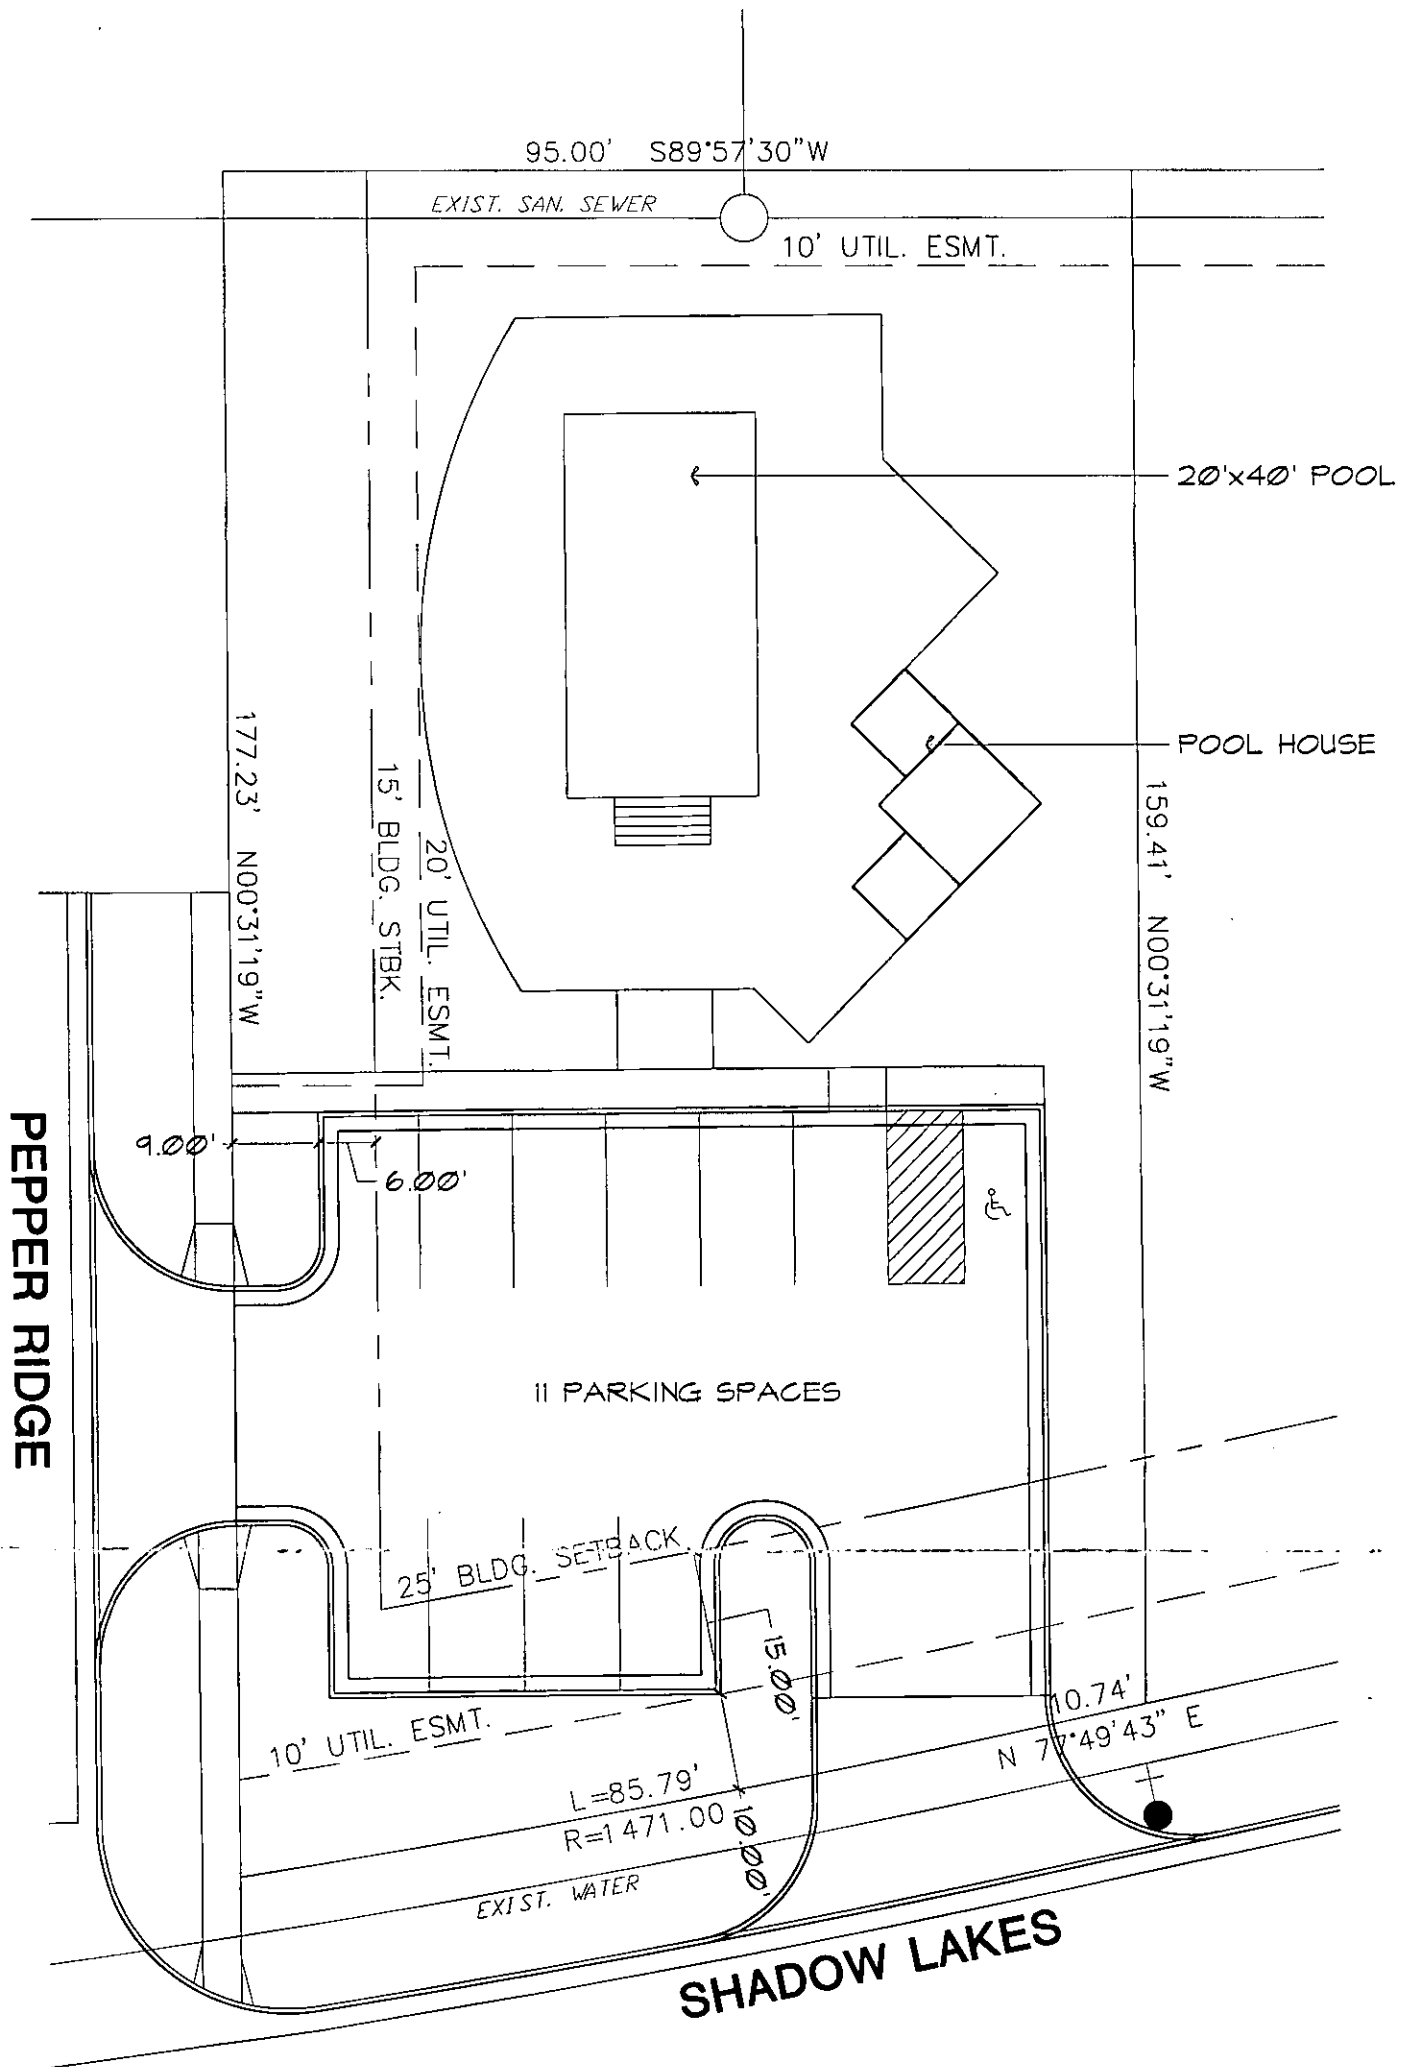 95.00' S89°57'30"W
EXIST. SAN. SEWER
10' UTIL. ESMT.
20'x40' POOL
POOL HOUSE
177.23' N00°31'19"W
15' BLDG. STBK.
20' UTIL. ESMT.
159.41' N00°31'19"W
9.00'
6.00'
PEPPER RIDGE
11 PARKING SPACES
25' BLDG. SETBACK
15.00'
10' UTIL. ESMT.
10.74'
N 77°49'43" E
L=85.79'
R=1471.00
10.00'
EXIST. WATER
SHADOW LAKES